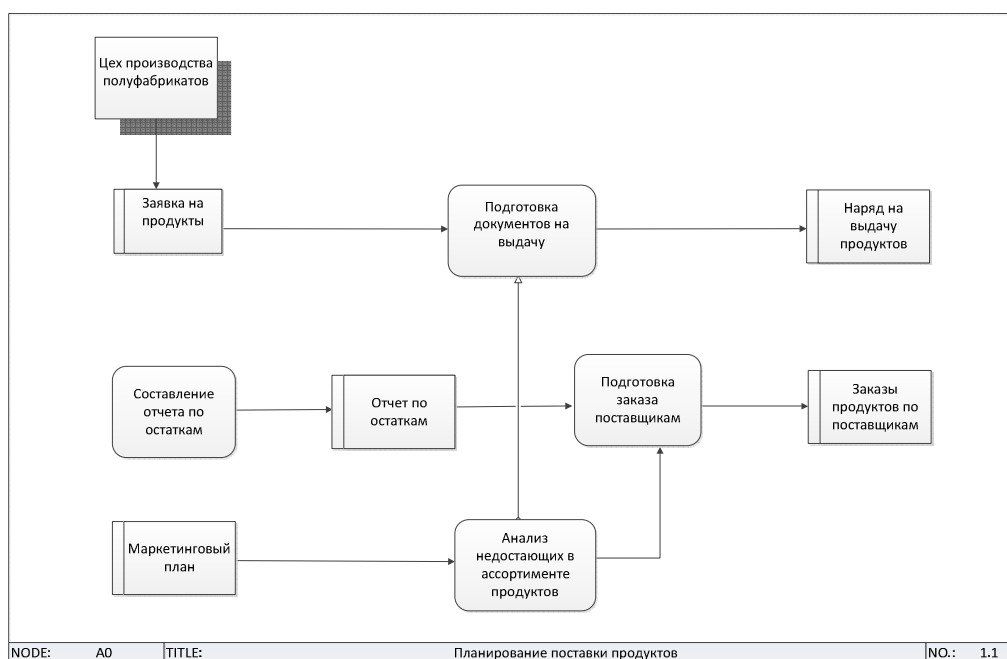 Цех производства
полуфабрикатов
Заявка на
продукты
Подготовка
документов на
выдачу
Наряд на
выдачу
продуктов
Составление
отчета по
остаткам
Отчет по
остаткам
Подготовка
заказа
поставщикам
Заказы
продуктов по
поставщикам
Маркетинговый
план
Анализ
недостающих в
ассортименте
продуктов
NODE: A0 TITLE: Планирование поставки продуктов NO.: 1.1